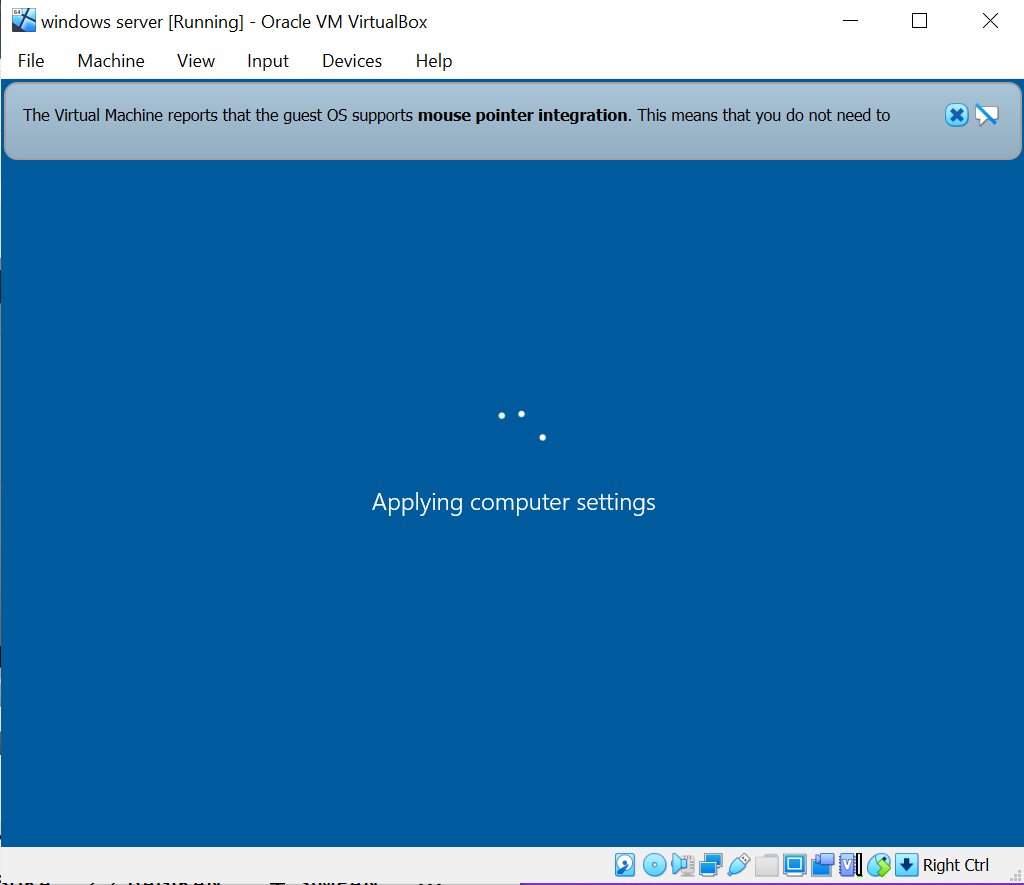 windows server [Running] - Oracle VM VirtualBox
File Machine View Input Devices Help
The Virtual Machine reports that the guest OS supports mouse pointer integration. This means that you do not need to
Applying computer settings
Right Ctrl